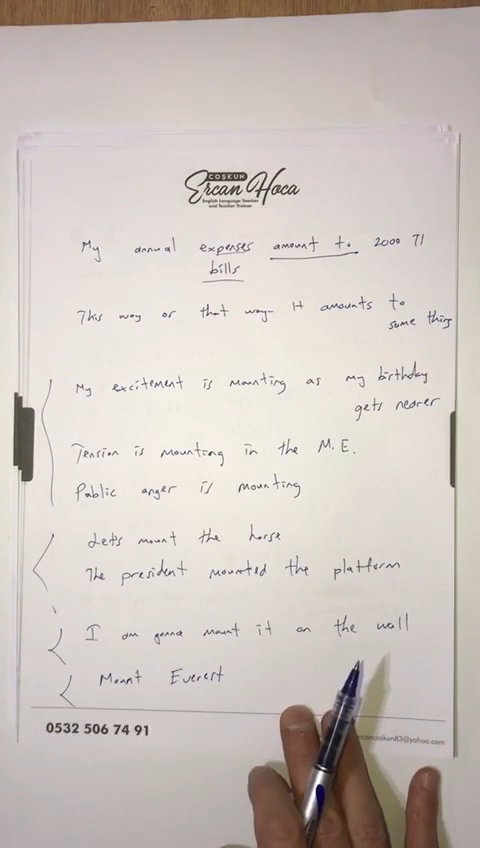 COSKUN
Ercan Hoca
English Language Teacher
and Teacher Trainer
My annual expenses amount to 2000 Tl
bills
This way or that way- It amounts to
some thing
My excitement is mounting as my birthday
gets nearer
Tension is mounting in the M.E.
Public anger is mounting
Let's mount the horse
The president mounted the platform
I am gonna mount it on the wall
Mount Everest
0532 506 74 91
ercancoskun83@yahoo.com